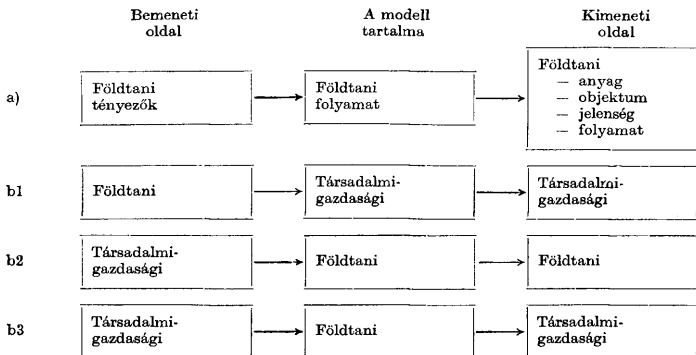 Bemeneti oldal
A modell tartalma
Kimeneti oldal
a)
Földtani tényezők
Földtani folyamat
Földtani
— anyag
— objektum
— jelenség
— folyamat
b1
Földtani
Társadalmi-gazdasági
Társadalmi-gazdasági
b2
Társadalmi-gazdasági
Földtani
Földtani
b3
Társadalmi-gazdasági
Földtani
Társadalmi-gazdasági